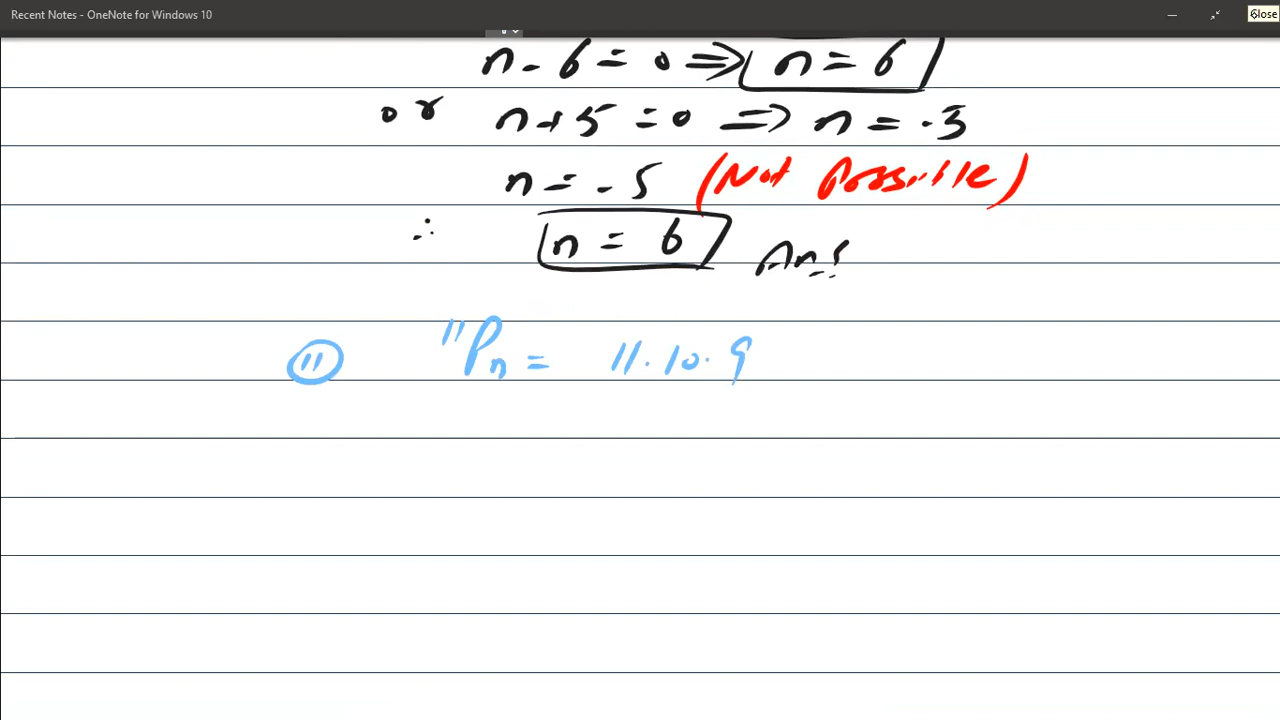 Recent Notes - OneNote for Windows 10
Close
n - 6 = 0 ⇒ n = 6
or n + 5 = 0 ⇒ n = -5
n = - 5 (Not Possible)
∴ n = 6 Ans
(ii) ¹¹Pₙ = 11.10.9